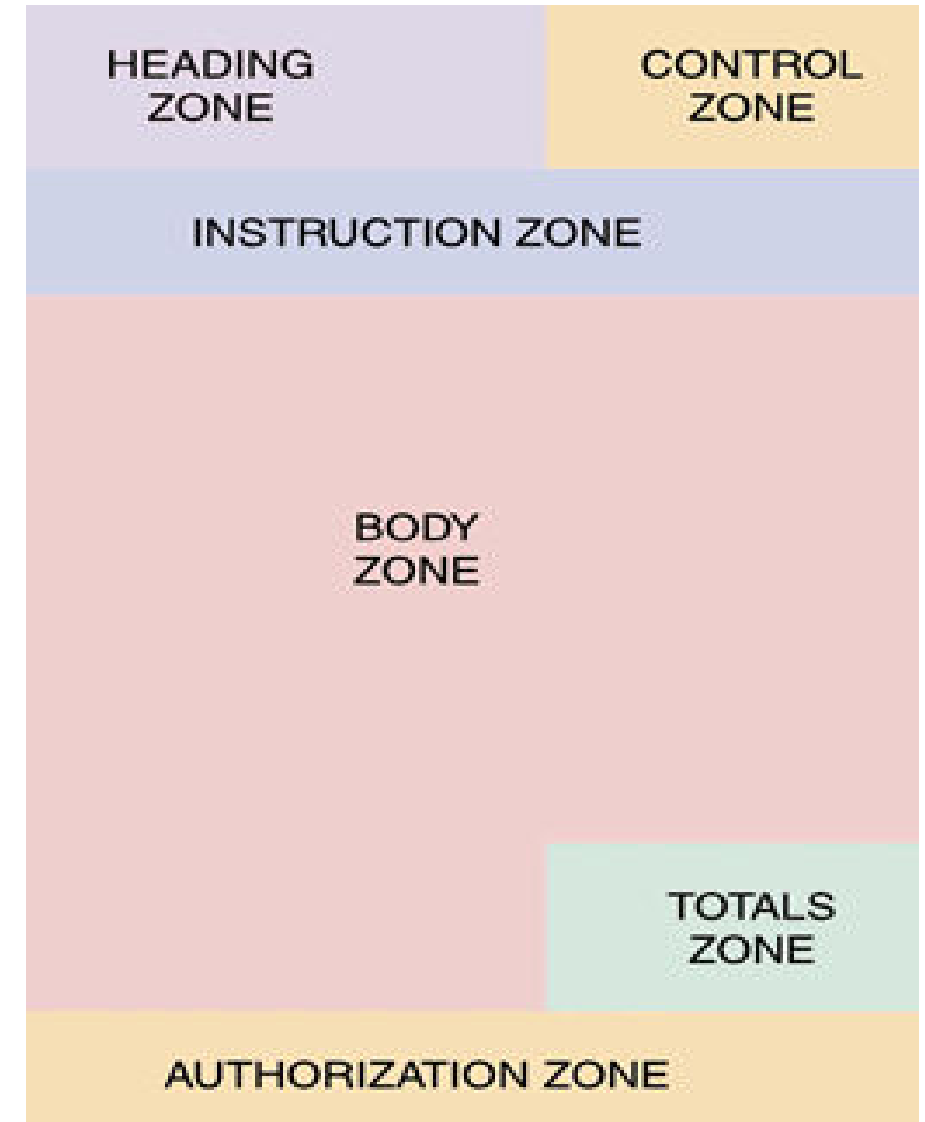 HEADING
ZONE
CONTROL
ZONE
INSTRUCTION ZONE
BODY
ZONE
TOTALS
ZONE
AUTHORIZATION ZONE